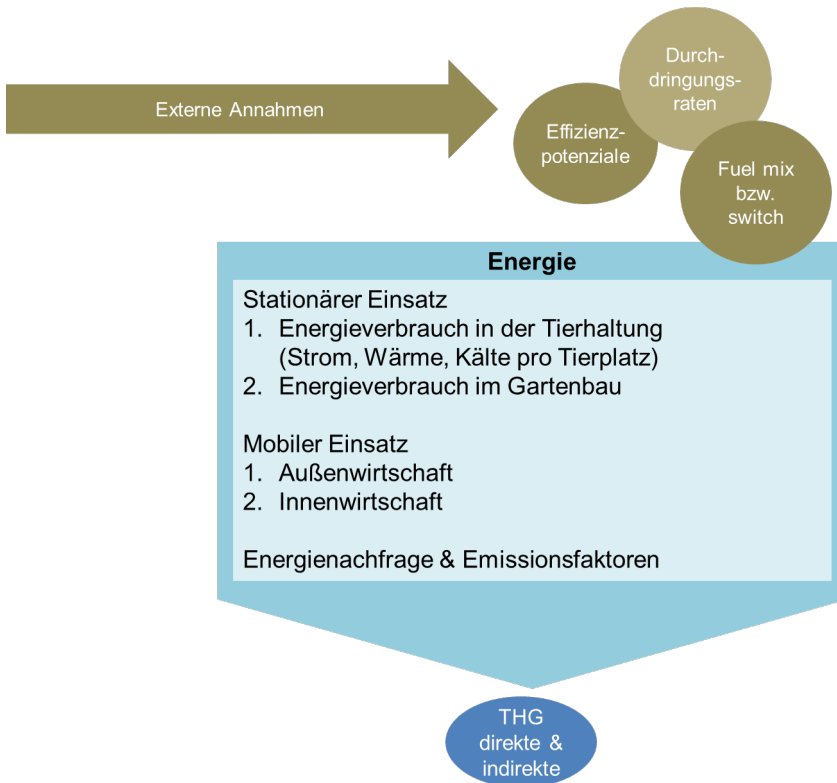 Externe Annahmen
Durch-
dringungs-
raten
Effizienz-
potenziale
Fuel mix
bzw.
switch
Energie
Stationärer Einsatz
1. Energieverbrauch in der Tierhaltung
(Strom, Wärme, Kälte pro Tierplatz)
2. Energieverbrauch im Gartenbau
Mobiler Einsatz
1. Außenwirtschaft
2. Innenwirtschaft
Energienachfrage & Emissionsfaktoren
THG
direkte &
indirekte